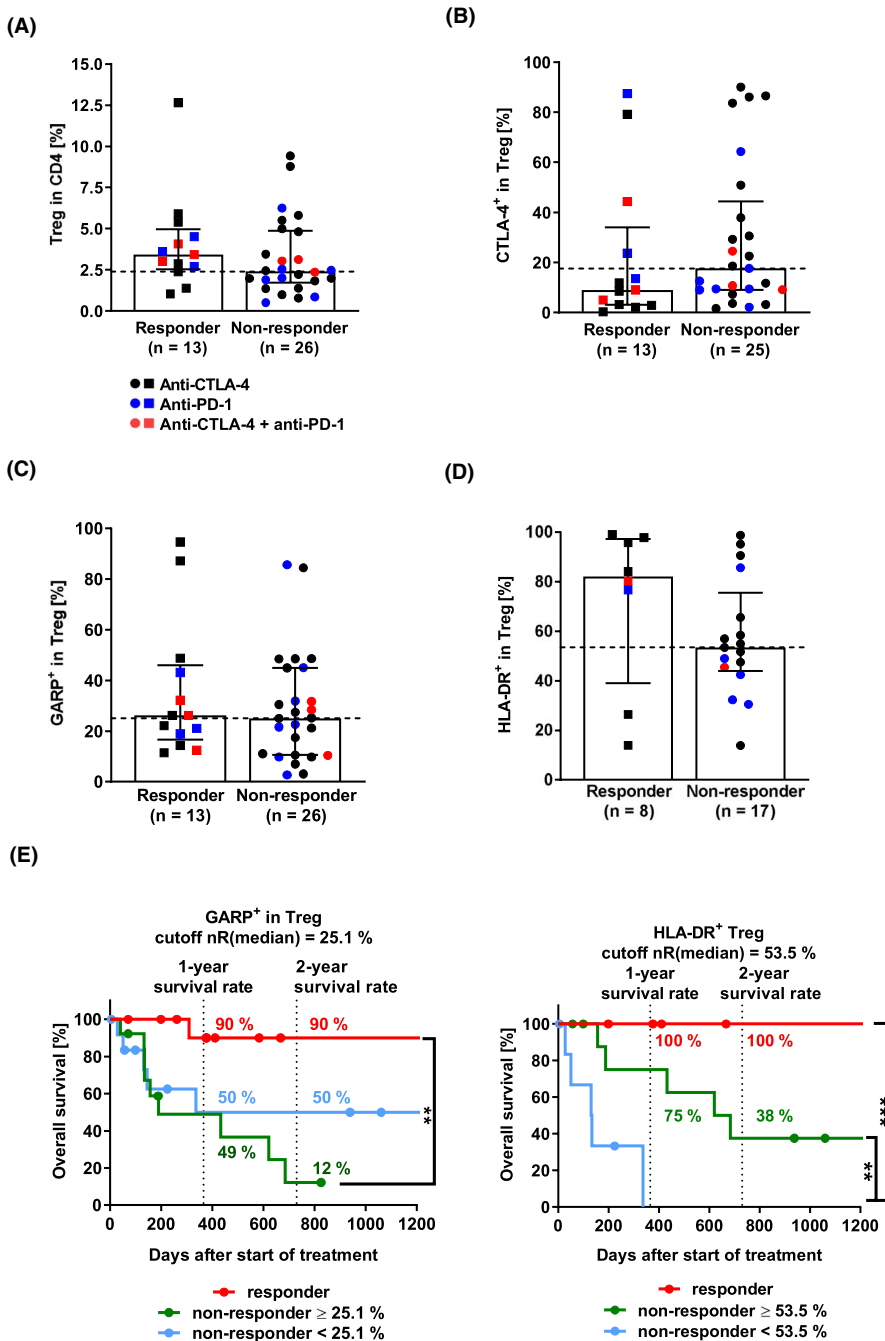 (A)
Treg in CD4 [%]
15.0
12.5
10.0
7.5
5.0
2.5
0.0
Responder
(n = 13)
Non-responder
(n = 26)
Anti-CTLA-4
Anti-PD-1
Anti-CTLA-4 + anti-PD-1
(B)
CTLA-4+ in Treg [%]
100
80
60
40
20
0
Responder
(n = 13)
Non-responder
(n = 25)
(C)
GARP+ in Treg [%]
100
80
60
40
20
0
Responder
(n = 13)
Non-responder
(n = 26)
(D)
HLA-DR+ in Treg [%]
100
80
60
40
20
0
Responder
(n = 8)
Non-responder
(n = 17)
(E)
GARP+ in Treg
cutoff nR(median) = 25.1 %
1-year
survival rate
2-year
survival rate
Overall survival [%]
100
80
60
40
20
0
90 %
90 %
50 %
50 %
49 %
12 %
**
0 200 400 600 800 1000 1200
Days after start of treatment
responder
non-responder ≥ 25.1 %
non-responder < 25.1 %
HLA-DR+ Treg
cutoff nR(median) = 53.5 %
1-year
survival rate
2-year
survival rate
Overall survival [%]
100
80
60
40
20
0
100 %
100 %
75 %
38 %
***
**
0 200 400 600 800 1000 1200
Days after start of treatment
responder
non-responder ≥ 53.5 %
non-responder < 53.5 %